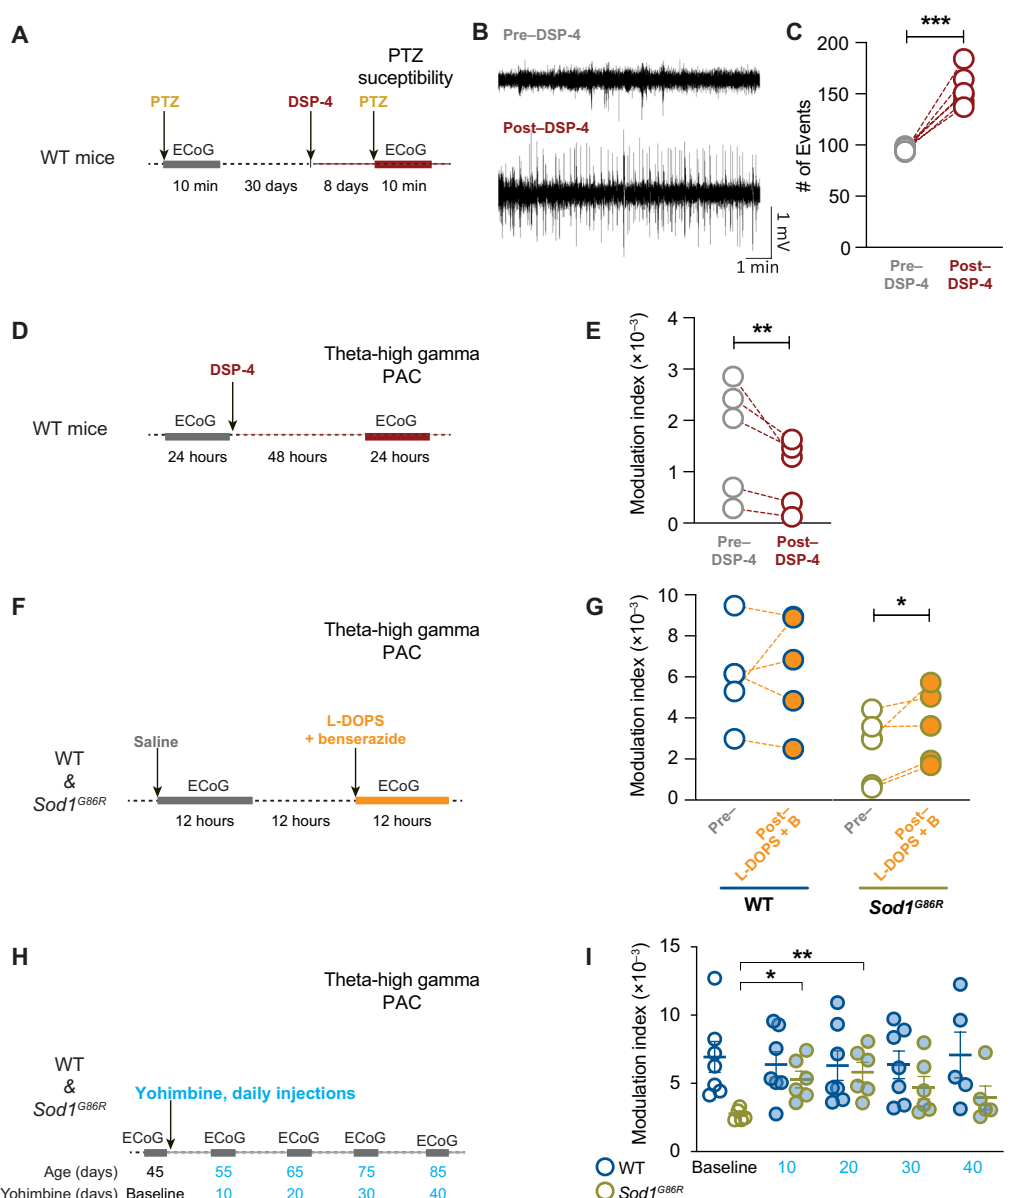 A
PTZ
suceptibility
PTZ
DSP-4
PTZ
WT mice
ECoG
ECoG
10 min
30 days
8 days
10 min
B
Pre–DSP-4
Post–DSP-4
1 mV
1 min
C
***
# of Events
200
150
100
50
0
Pre–
DSP-4
Post–
DSP-4
D
Theta-high gamma
PAC
DSP-4
WT mice
ECoG
ECoG
24 hours
48 hours
24 hours
E
**
Modulation index (×10⁻³)
4
3
2
1
0
Pre–
DSP-4
Post–
DSP-4
F
Theta-high gamma
PAC
L-DOPS
+ benserazide
Saline
WT
&
Sod1ᴳ⁸⁶ᴿ
ECoG
ECoG
12 hours
12 hours
12 hours
G
*
Modulation index (×10⁻³)
10
8
6
4
2
0
Pre–
Post–
L-DOPS + B
Pre–
Post–
L-DOPS + B
WT
Sod1ᴳ⁸⁶ᴿ
H
Theta-high gamma
PAC
WT
&
Sod1ᴳ⁸⁶ᴿ
Yohimbine, daily injections
ECoG
ECoG
ECoG
ECoG
ECoG
Age (days)
45
55
65
75
85
Yohimbine (days)
Baseline
10
20
30
40
I
**
*
Modulation index (×10⁻³)
15
10
5
0
Baseline
10
20
30
40
WT
Sod1ᴳ⁸⁶ᴿ